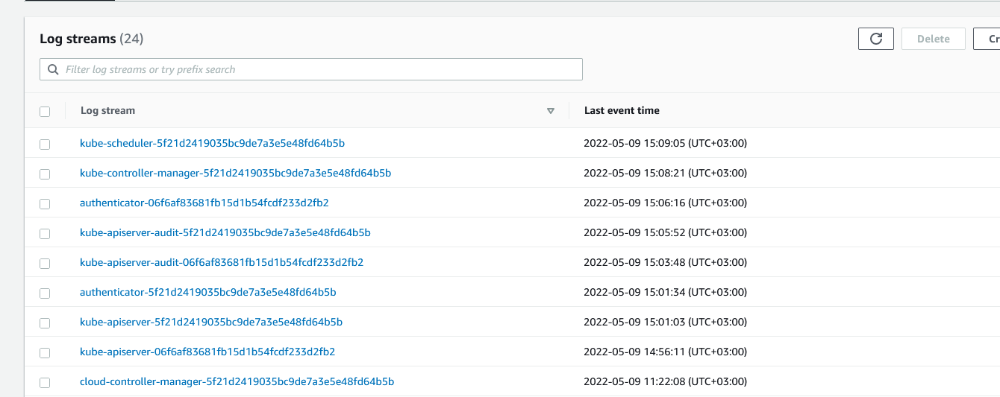 Log streams (24)
Delete
Cr
Filter log streams or try prefix search
Log stream Last event time
kube-scheduler-5f21d2419035bc9de7a3e5e48fd64b5b 2022-05-09 15:09:05 (UTC+03:00)
kube-controller-manager-5f21d2419035bc9de7a3e5e48fd64b5b 2022-05-09 15:08:21 (UTC+03:00)
authenticator-06f6af83681fb15d1b54fcdf233d2fb2 2022-05-09 15:06:16 (UTC+03:00)
kube-apiserver-audit-5f21d2419035bc9de7a3e5e48fd64b5b 2022-05-09 15:05:52 (UTC+03:00)
kube-apiserver-audit-06f6af83681fb15d1b54fcdf233d2fb2 2022-05-09 15:03:48 (UTC+03:00)
authenticator-5f21d2419035bc9de7a3e5e48fd64b5b 2022-05-09 15:01:34 (UTC+03:00)
kube-apiserver-5f21d2419035bc9de7a3e5e48fd64b5b 2022-05-09 15:01:03 (UTC+03:00)
kube-apiserver-06f6af83681fb15d1b54fcdf233d2fb2 2022-05-09 14:56:11 (UTC+03:00)
cloud-controller-manager-5f21d2419035bc9de7a3e5e48fd64b5b 2022-05-09 11:22:08 (UTC+03:00)